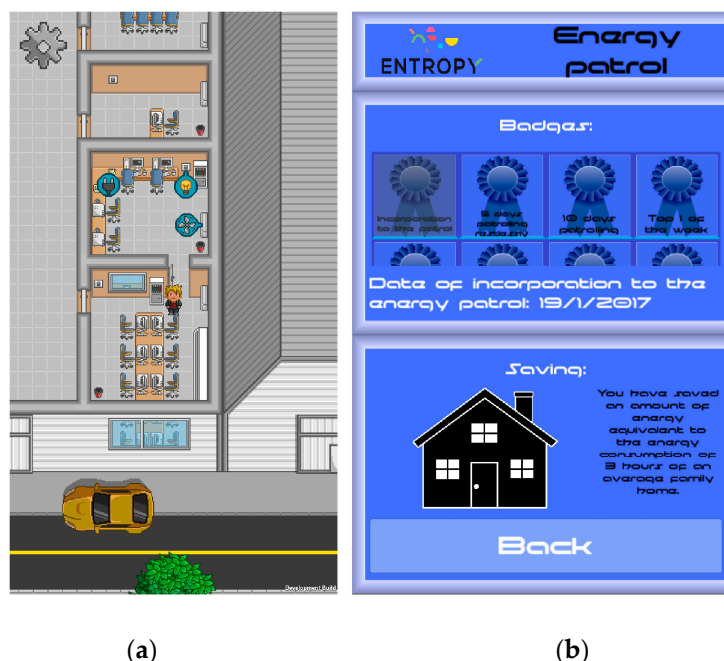 Development Build
(a)
ENTROPY
Energy
patrol
Badges:
Incorporation
to the patrol
5 days
patrolling
restlessly
10 days
patrolling
Top 1 of
the week
Date of incorporation to the
energy patrol: 19/1/2017
Saving:
You have saved
an amount of
energy
equivalent to
the energy
consumption of
3 hours of an
average family
home.
Back
(b)